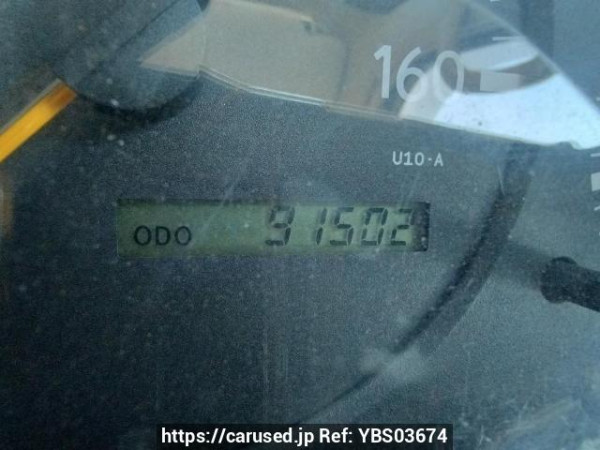 160
U10-A
ODO 91502
https://carused.jp Ref: YBS03674